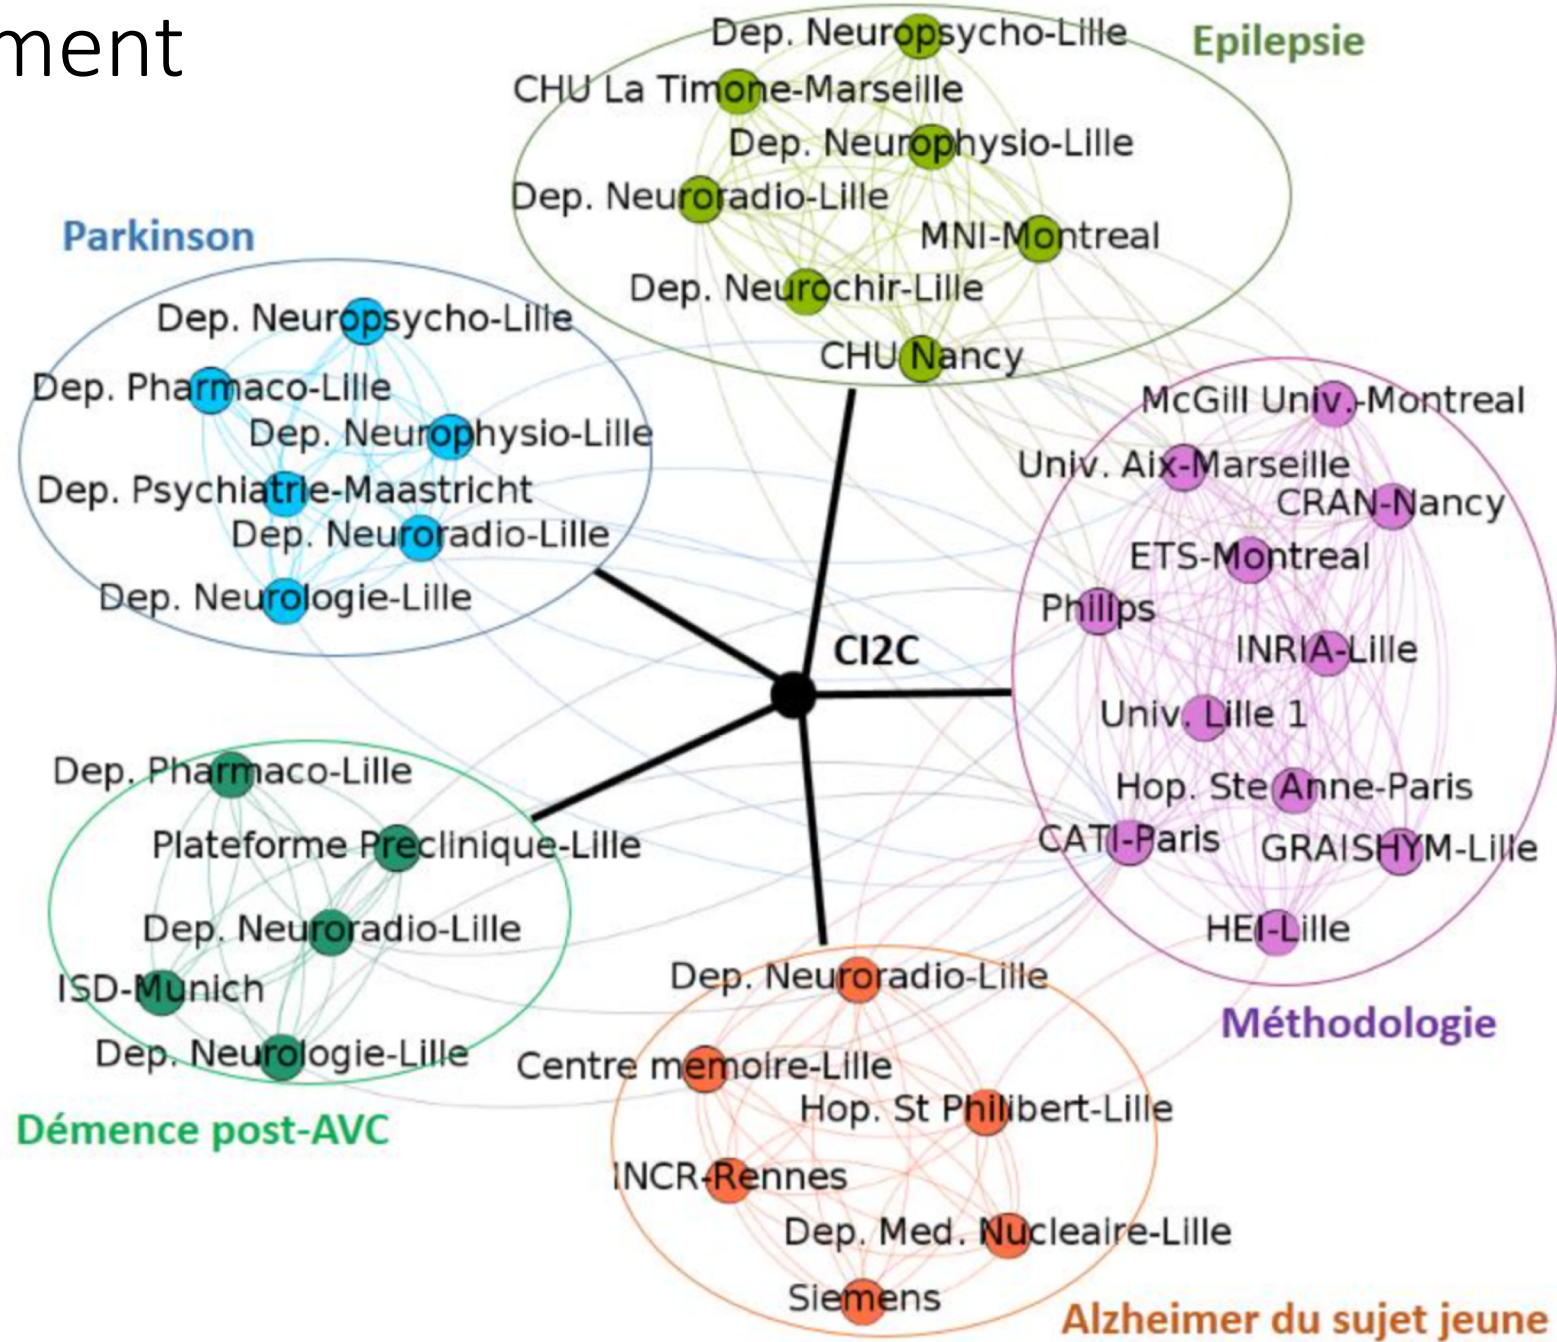 ment
Epilepsie
Dep. Neuropsycho-Lille
CHU La Timone-Marseille
Dep. Neurophysio-Lille
Dep. Neuroradio-Lille
MNI-Montreal
Dep. Neurochir-Lille
CHU Nancy
Parkinson
Dep. Neuropsycho-Lille
Dep. Pharmaco-Lille
Dep. Neurophysio-Lille
Dep. Psychiatrie-Maastricht
Dep. Neuroradio-Lille
Dep. Neurologie-Lille
CI2C
McGill Univ.-Montreal
Univ. Aix-Marseille
CRAN-Nancy
ETS-Montreal
Philips
INRIA-Lille
Univ. Lille 1
Hop. Ste Anne-Paris
CATI-Paris
GRAISHYM-Lille
HEI-Lille
Méthodologie
Dep. Pharmaco-Lille
Plateforme Preclinique-Lille
Dep. Neuroradio-Lille
ISD-Munich
Dep. Neurologie-Lille
Démence post-AVC
Dep. Neuroradio-Lille
Centre memoire-Lille
Hop. St Philibert-Lille
INCR-Rennes
Dep. Med. Nucleaire-Lille
Siemens
Alzheimer du sujet jeune